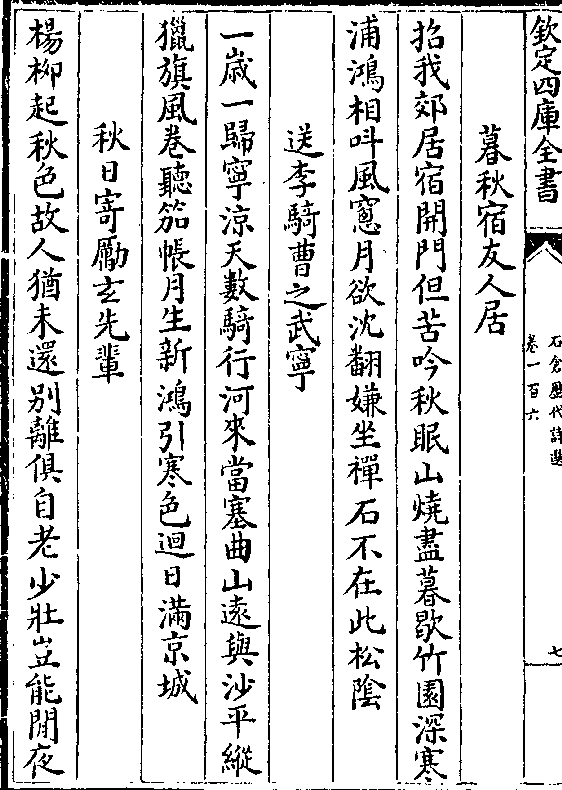 欽定四庫全書
石倉歷代詩選
卷一百六
七
暮秋宿友人居
招我郊居宿開門但苦吟秋眠山燒盡暮歇竹園深寒
浦鴻相叫風窻月欲沈翻嫌坐禪石不在此松陰
送李騎曹之武寧
一歲一歸寧涼天數騎行河來當塞曲山遠與沙平縱
獵旗風卷聽笳帳月生新鴻引寒色迴日滿京城
秋日寄厲玄先輩
楊栁起秋色故人猶未還別離俱自老少壯豈能閒夜